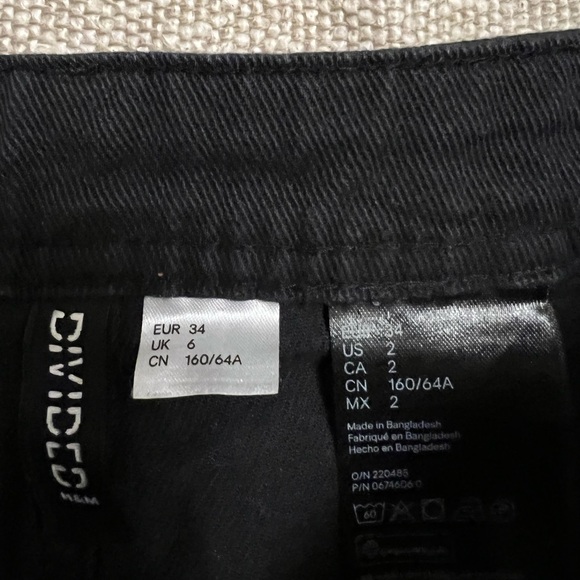 DIVIDED
H&M
EUR 34
UK 6
CN 160/64A
EUR 34
US 2
CA 2
CN 160/64A
MX 2
Made in Bangladesh
Fabriqué en Bangladesh
Hecho en Bangladesh
O/N 220485
P/N
60